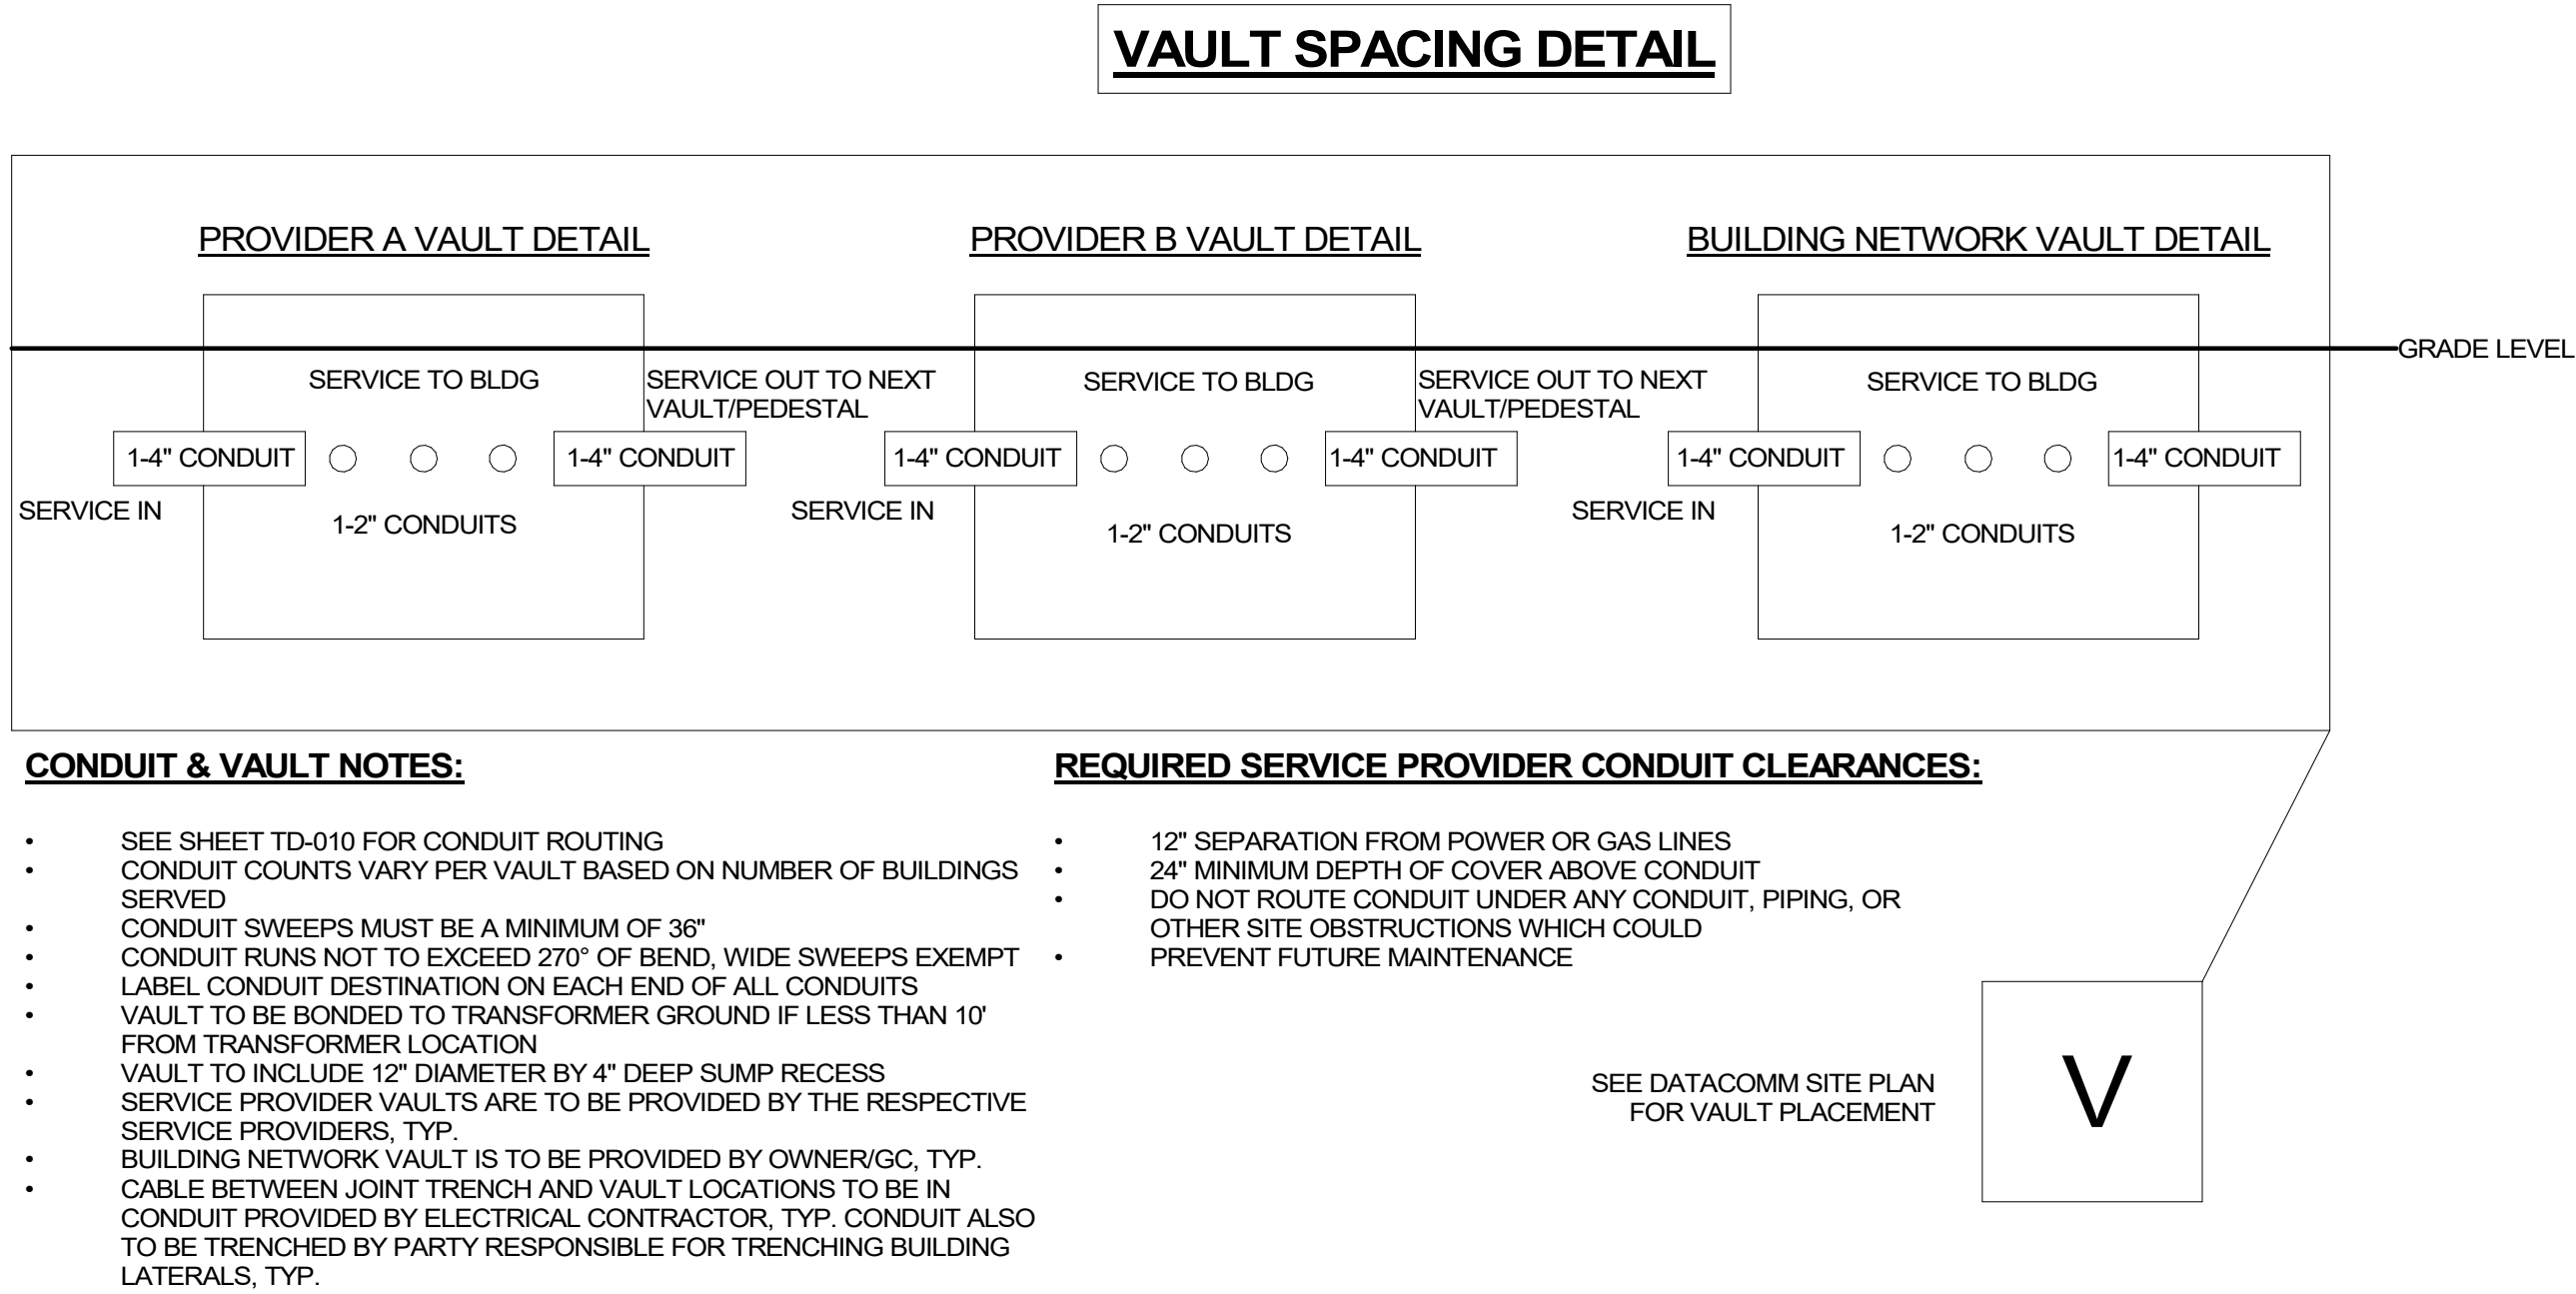 VAULT SPACING DETAIL
PROVIDER A VAULT DETAIL
PROVIDER B VAULT DETAIL
BUILDING NETWORK VAULT DETAIL
GRADE LEVEL
SERVICE TO BLDG
SERVICE OUT TO NEXT
VAULT/PEDESTAL
1-4" CONDUIT
1-4" CONDUIT
SERVICE IN
1-2" CONDUITS
SERVICE TO BLDG
SERVICE OUT TO NEXT
VAULT/PEDESTAL
1-4" CONDUIT
1-4" CONDUIT
SERVICE IN
1-2" CONDUITS
SERVICE TO BLDG
1-4" CONDUIT
1-4" CONDUIT
SERVICE IN
1-2" CONDUITS
CONDUIT & VAULT NOTES:
• SEE SHEET TD-010 FOR CONDUIT ROUTING
• CONDUIT COUNTS VARY PER VAULT BASED ON NUMBER OF BUILDINGS
SERVED
• CONDUIT SWEEPS MUST BE A MINIMUM OF 36"
• CONDUIT RUNS NOT TO EXCEED 270° OF BEND, WIDE SWEEPS EXEMPT
• LABEL CONDUIT DESTINATION ON EACH END OF ALL CONDUITS
• VAULT TO BE BONDED TO TRANSFORMER GROUND IF LESS THAN 10'
FROM TRANSFORMER LOCATION
• VAULT TO INCLUDE 12" DIAMETER BY 4" DEEP SUMP RECESS
• SERVICE PROVIDER VAULTS ARE TO BE PROVIDED BY THE RESPECTIVE
SERVICE PROVIDERS, TYP.
• BUILDING NETWORK VAULT IS TO BE PROVIDED BY OWNER/GC, TYP.
• CABLE BETWEEN JOINT TRENCH AND VAULT LOCATIONS TO BE IN
CONDUIT PROVIDED BY ELECTRICAL CONTRACTOR, TYP. CONDUIT ALSO
TO BE TRENCHED BY PARTY RESPONSIBLE FOR TRENCHING BUILDING
LATERALS, TYP.
REQUIRED SERVICE PROVIDER CONDUIT CLEARANCES:
• 12" SEPARATION FROM POWER OR GAS LINES
• 24" MINIMUM DEPTH OF COVER ABOVE CONDUIT
• DO NOT ROUTE CONDUIT UNDER ANY CONDUIT, PIPING, OR
OTHER SITE OBSTRUCTIONS WHICH COULD
• PREVENT FUTURE MAINTENANCE
SEE DATACOMM SITE PLAN
FOR VAULT PLACEMENT
V